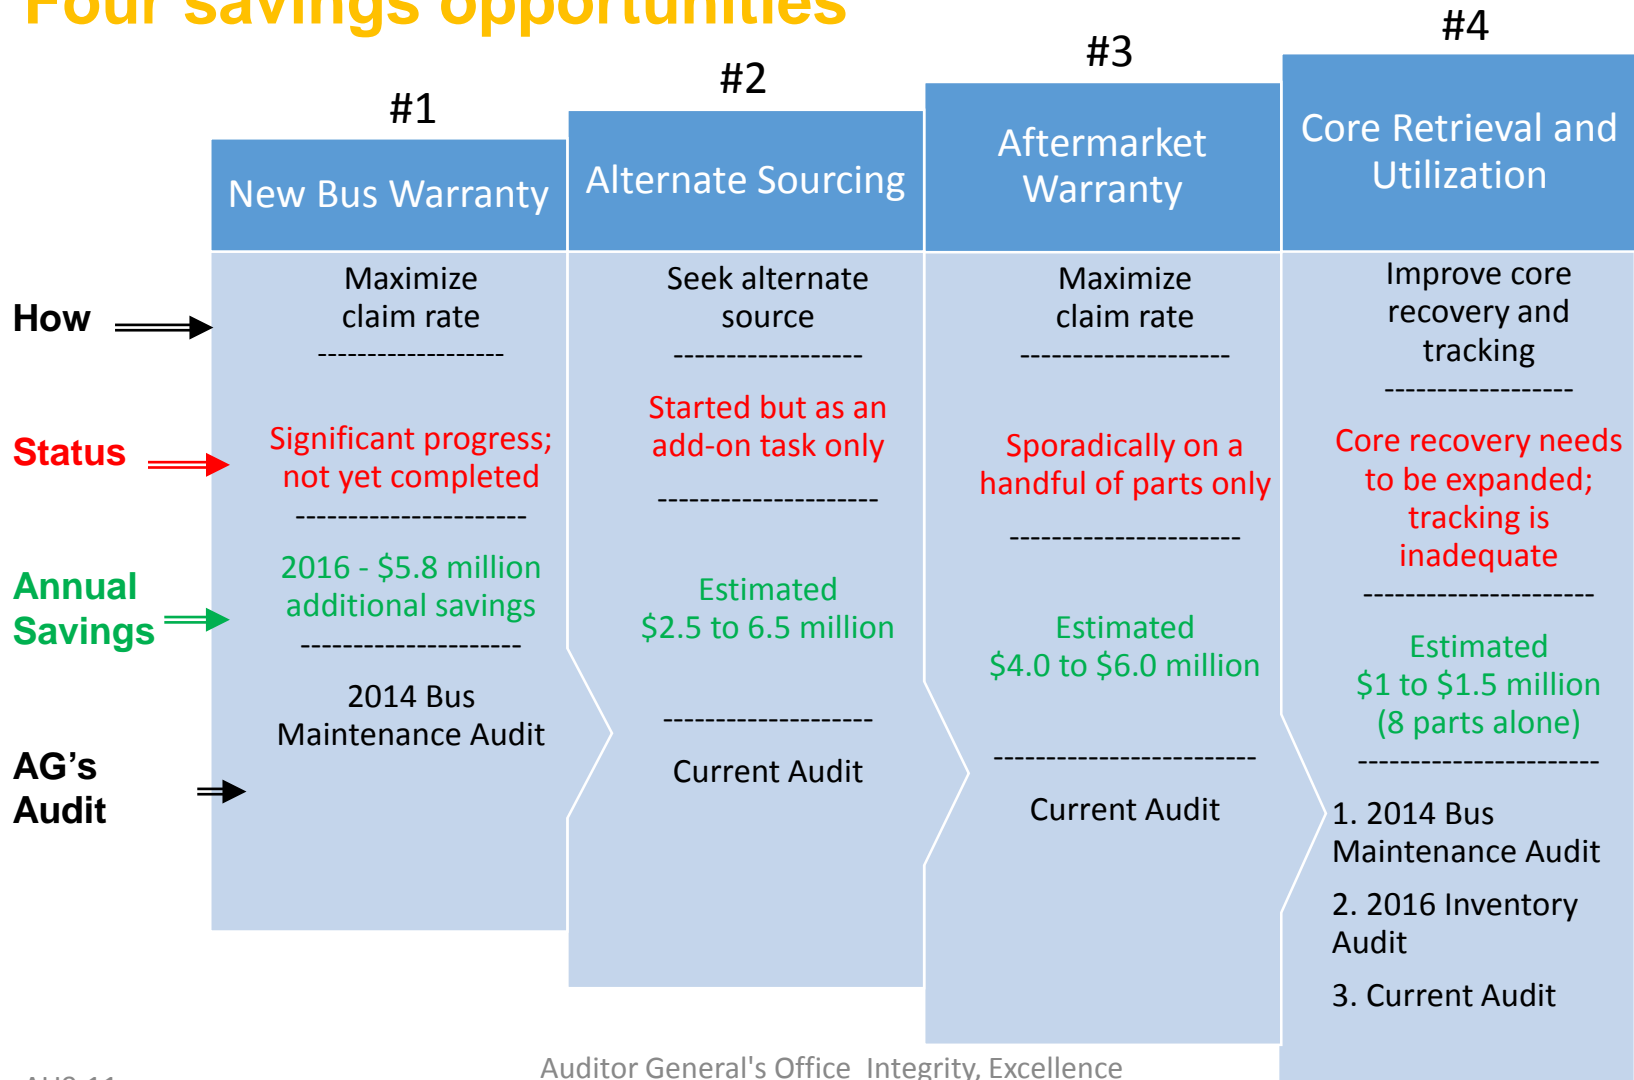 Four savings opportunities
#1
#2
#3
#4
New Bus Warranty
Alternate Sourcing
Aftermarket
Warranty
Core Retrieval and
Utilization
How
Status
Annual
Savings
AG's
Audit
Maximize
claim rate
-------------------
Significant progress;
not yet completed
----------------------
2016 - $5.8 million
additional savings
---------------------
2014 Bus
Maintenance Audit
Seek alternate
source
------------------
Started but as an
add-on task only
---------------------
Estimated
$2.5 to 6.5 million
--------------------
Current Audit
Maximize
claim rate
--------------------
Sporadically on a
handful of parts only
----------------------
Estimated
$4.0 to $6.0 million
-------------------------
Current Audit
Improve core
recovery and
tracking
------------------
Core recovery needs
to be expanded;
tracking is
inadequate
----------------------
Estimated
$1 to $1.5 million
(8 parts alone)
-----------------------
1. 2014 Bus
Maintenance Audit
2. 2016 Inventory
Audit
3. Current Audit
Auditor General's Office  Integrity, Excellence